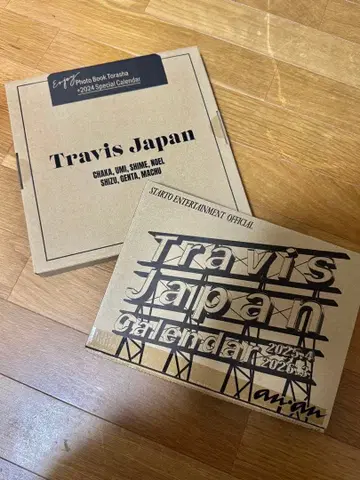 Enjoy
Photo Book Torasha
+2024 Special Calendar
Travis Japan
CHAKA, UMI, SHIME, NOEL
SHIZU, GENTA, MACHU
STARTO ENTERTAINMENT OFFICIAL
Travis
Japan
Calendar
2025.4
2026.3
an·an